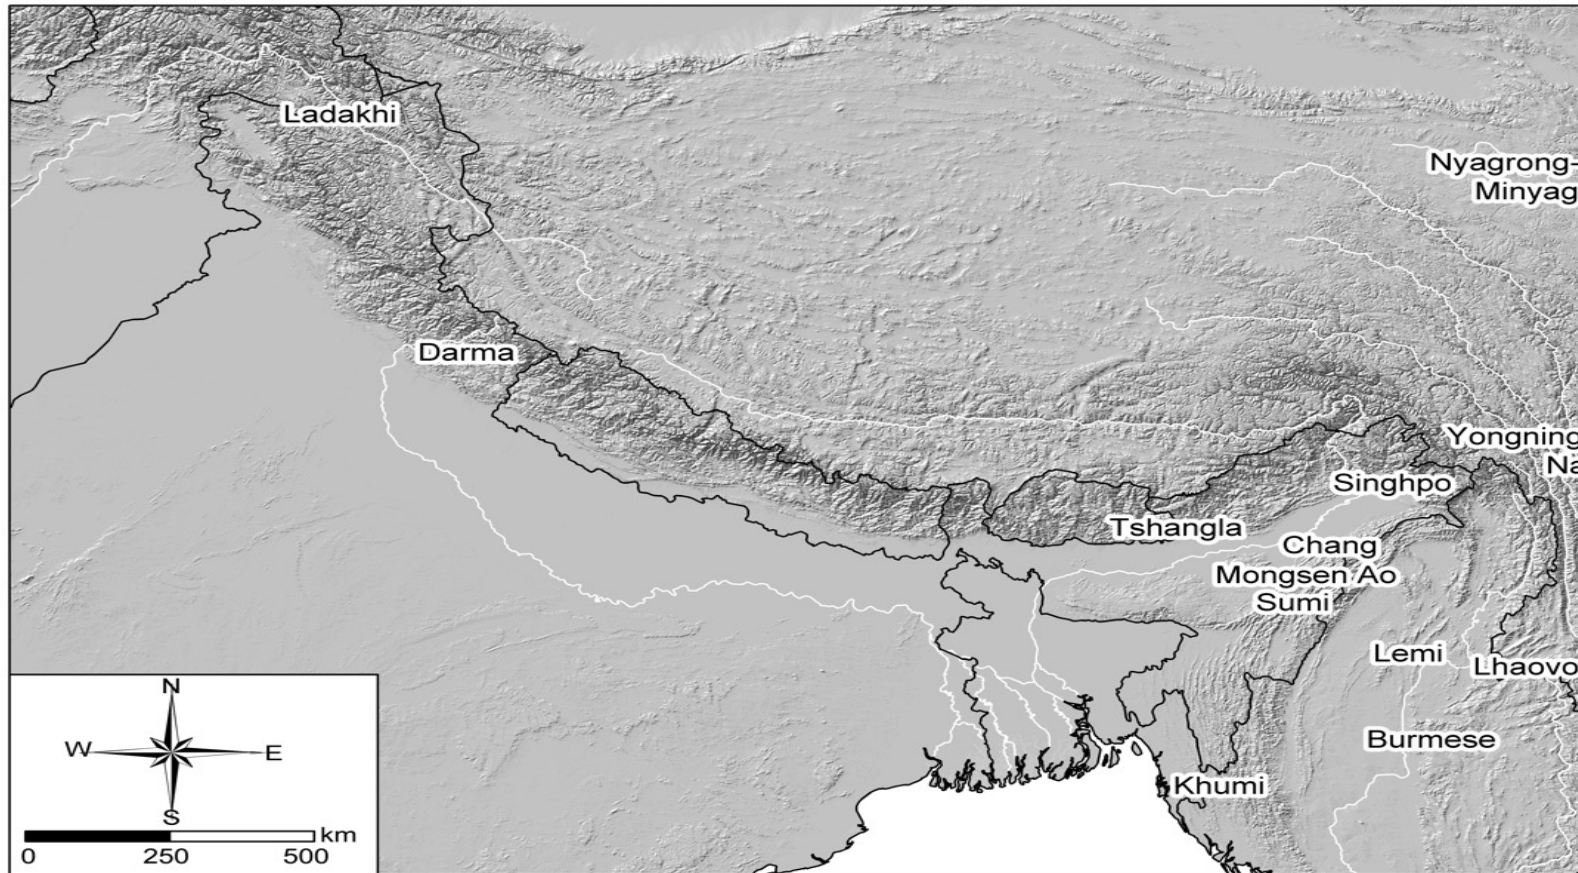 Ladakhi
Nyagrong-
Minyag
Darma
Yongning
Na
Singhpo
Tshangla
Chang
Mongsen Ao
Sumi
Lemi
Lhaovo
Burmese
Khumi
N
W E
S
km
0 250 500